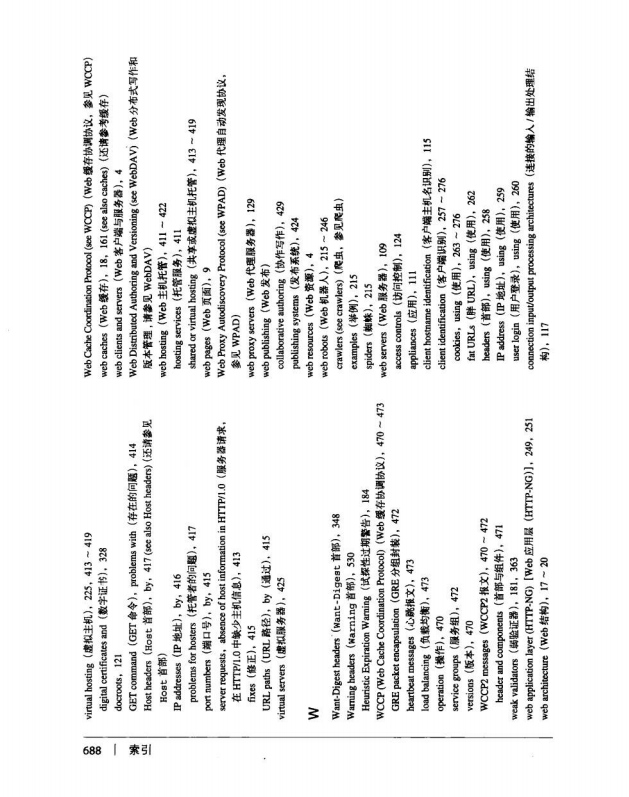 virtual hosting（虚拟主机），225，413 ~ 419
digital certificates and（数字证书），328
docroots，121
GET command（GET 命令），problems with（存在的问题），414
Host headers（Host 首部），by，417 (see also Host headers)（还请参见
Host 首部）
IP addresses（IP 地址），by，416
problems for hosters（托管者的问题），417
port numbers（端口号），by，415
server requests，absence of host information in HTTP/1.0（服务器请求，
在 HTTP/1.0 中缺少主机信息），413
fixes（修正），415
URL paths（URL 路径），by（通过），415
virtual servers（虚拟服务器），425
W
Want-Digest headers（Want-Digest 首部），348
Warning headers（Warning 首部），530
Heuristic Expiration Warning（试探性过期警告），184
WCCP (Web Cache Coordination Protocol)（Web 缓存协调协议），470 ~ 473
GRE packet encapsulation（GRE 分组封装），472
heartbeat messages（心跳报文），473
load balancing（负载均衡），473
operation（操作），470
service groups（服务组），472
versions（版本），470
WCCP2 messages（WCCP2 报文），470 ~ 472
header and components（首部与组件），471
weak validators（弱验证器），181，363
web application layer (HTTP-NG)［Web 应用层（HTTP-NG）］，249，251
web architecture（Web 结构），17 ~ 20
Web Cache Coordination Protocol (see WCCP)（Web 缓存协调协议，参见 WCCP）
web caches（Web 缓存），18，161 (see also caches)（还请参考缓存）
web clients and servers（Web 客户端与服务器），4
Web Distributed Authoring and Versioning (see WebDAV)（Web 分布式写作和
版本管理，请参见 WebDAV）
web hosting（Web 主机托管），411 ~ 422
hosting services（托管服务），411
shared or virtual hosting（共享或虚拟主机托管），413 ~ 419
web pages（Web 页面），9
Web Proxy Autodiscovery Protocol (see WPAD)（Web 代理自动发现协议，
参见 WPAD）
web proxy servers（Web 代理服务器），129
web publishing（Web 发布）
collaborative authoring（协作写作），429
publishing systems（发布系统），424
web resources（Web 资源），4
web robots（Web 机器人），215 ~ 246
crawlers (see crawlers)（爬虫，参见爬虫）
examples（举例），215
spiders（蜘蛛），215
web servers（Web 服务器），109
access controls（访问控制），124
appliances（应用），111
client hostname identification（客户端主机名识别），115
client identification（客户端识别），257 ~ 276
cookies，using（使用），263 ~ 276
fat URLs（胖 URL），using（使用），262
headers（首部），using（使用），258
IP address（IP 地址），using（使用），259
user login（用户登录），using（使用），260
connection input/output processing architectures（连接的输入 / 输出处理结
构），117
688 | 索引